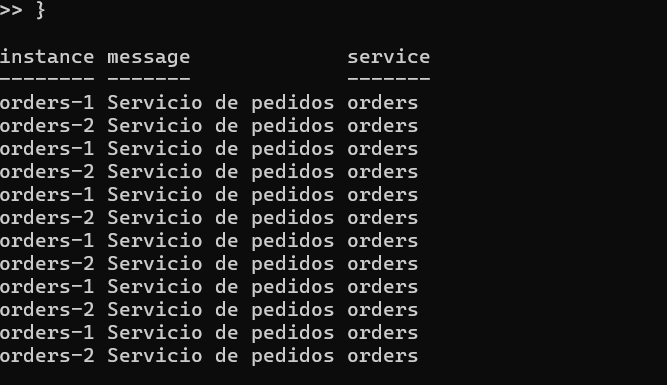 >> }
instance message             service
-------- -------             -------
orders-1 Servicio de pedidos orders
orders-2 Servicio de pedidos orders
orders-1 Servicio de pedidos orders
orders-2 Servicio de pedidos orders
orders-1 Servicio de pedidos orders
orders-2 Servicio de pedidos orders
orders-1 Servicio de pedidos orders
orders-2 Servicio de pedidos orders
orders-1 Servicio de pedidos orders
orders-2 Servicio de pedidos orders
orders-1 Servicio de pedidos orders
orders-2 Servicio de pedidos orders